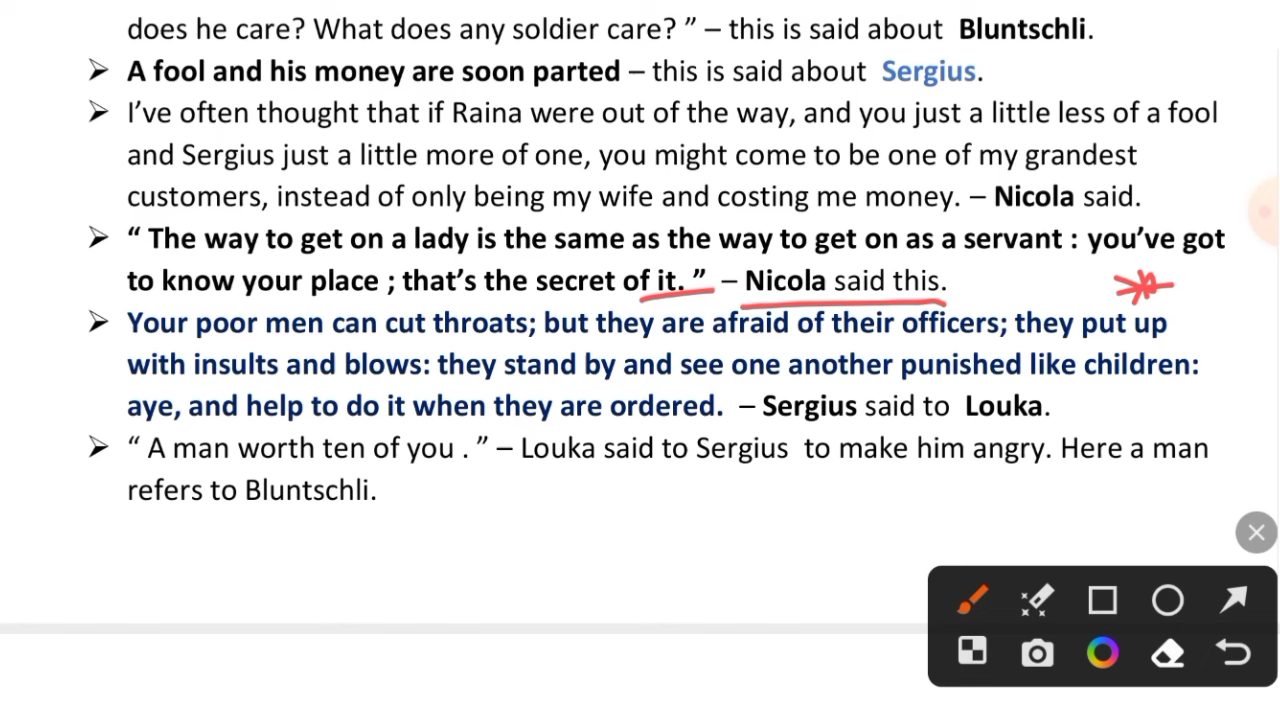 does he care? What does any soldier care? ” – this is said about Bluntschli.
➢ A fool and his money are soon parted – this is said about Sergius.
➢ I’ve often thought that if Raina were out of the way, and you just a little less of a fool
and Sergius just a little more of one, you might come to be one of my grandest
customers, instead of only being my wife and costing me money. – Nicola said.
➢ “ The way to get on a lady is the same as the way to get on as a servant : you’ve got
to know your place ; that’s the secret of it. ” – Nicola said this.
➢ Your poor men can cut throats; but they are afraid of their officers; they put up
with insults and blows: they stand by and see one another punished like children:
aye, and help to do it when they are ordered. – Sergius said to Louka.
➢ “ A man worth ten of you . ” – Louka said to Sergius to make him angry. Here a man
refers to Bluntschli.